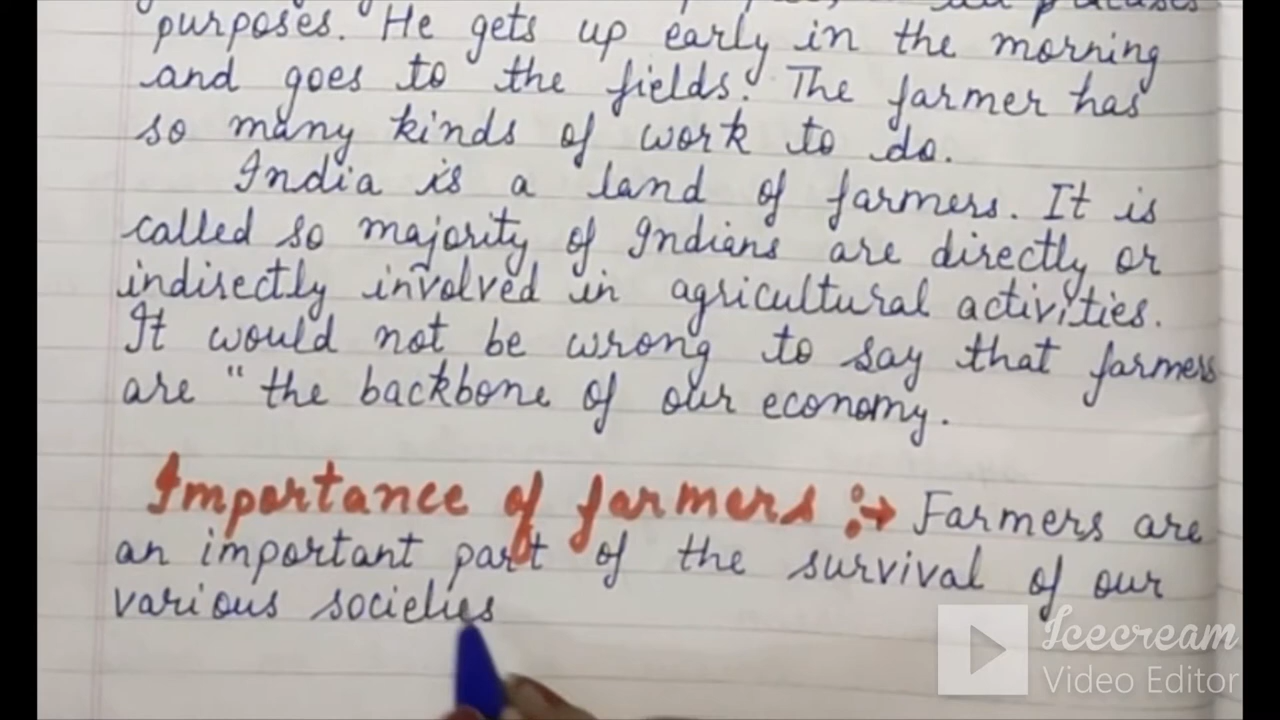 purposes. He gets up early in the morning
and goes to the fields. The farmer has
so many kinds of work to do.
India is a land of farmers. It is
called so majority of Indians are directly or
indirectly involved in agricultural activities.
It would not be wrong to say that farmers
are " the backbone of our economy.
Importance of farmers :→ Farmers are
an important part of the survival of our
various societies
Icecream
Video Editor